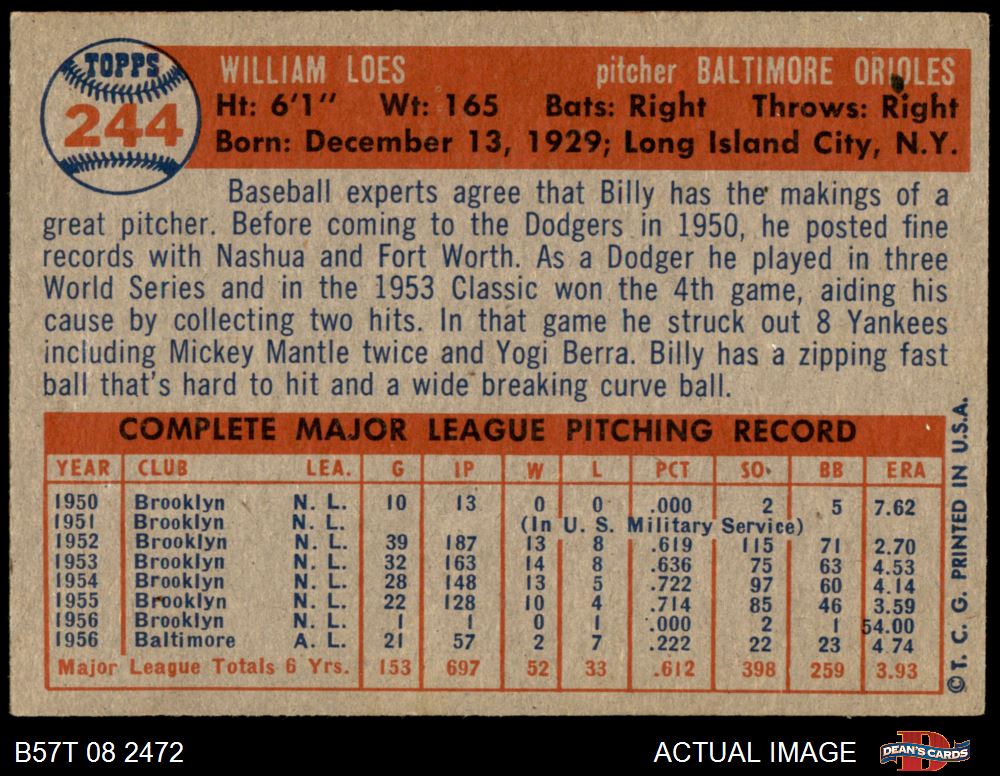 TOPPS
244
WILLIAM LOES pitcher BALTIMORE ORIOLES
Ht: 6'1" Wt: 165 Bats: Right Throws: Right
Born: December 13, 1929; Long Island City, N.Y.
Baseball experts agree that Billy has the makings of a
great pitcher. Before coming to the Dodgers in 1950, he posted fine
records with Nashua and Fort Worth. As a Dodger he played in three
World Series and in the 1953 Classic won the 4th game, aiding his
cause by collecting two hits. In that game he struck out 8 Yankees
including Mickey Mantle twice and Yogi Berra. Billy has a zipping fast
ball that's hard to hit and a wide breaking curve ball.
COMPLETE MAJOR LEAGUE PITCHING RECORD
YEAR CLUB LEA. G IP W L PCT SO BB ERA
1950 Brooklyn N. L. 10 13 0 0 .000 2 5 7.62
1951 Brooklyn N. L. (In U. S. Military Service)
1952 Brooklyn N. L. 39 187 13 8 .619 115 71 2.70
1953 Brooklyn N. L. 32 163 14 8 .636 75 63 4.53
1954 Brooklyn N. L. 28 148 13 5 .722 97 60 4.14
1955 Brooklyn N. L. 22 128 10 4 .714 85 46 3.59
1956 Brooklyn N. L. 1 1 0 1 .000 2 1 54.00
1956 Baltimore A. L. 21 57 2 7 .222 22 23 4.74
Major League Totals 6 Yrs. 153 697 52 33 .612 398 259 3.93
©T. C. G. PRINTED IN U.S.A.
B57T 08 2472 ACTUAL IMAGE DEAN'S CARDS